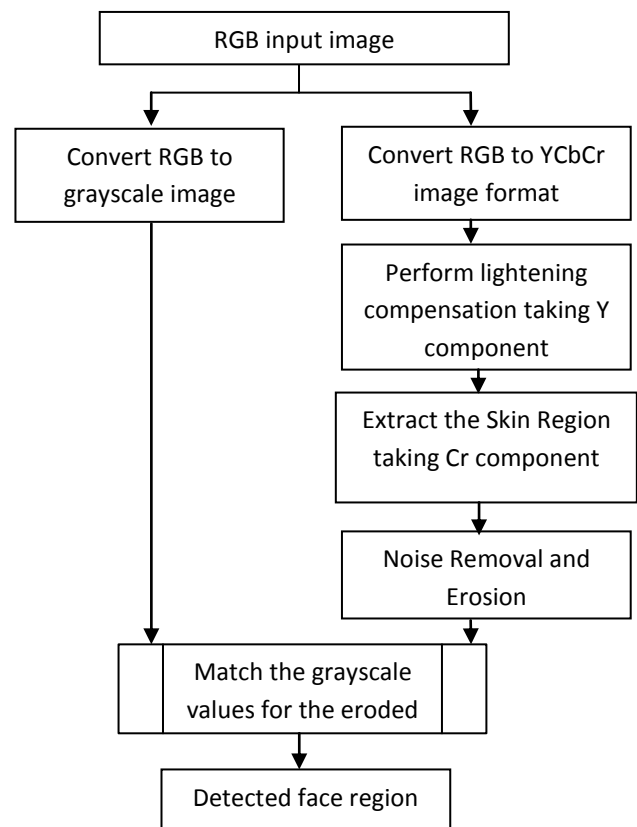 RGB input image
Convert RGB to
grayscale image
Convert RGB to YCbCr
image format
Perform lightening
compensation taking Y
component
Extract the Skin Region
taking Cr component
Noise Removal and
Erosion
Match the grayscale
values for the eroded
Detected face region